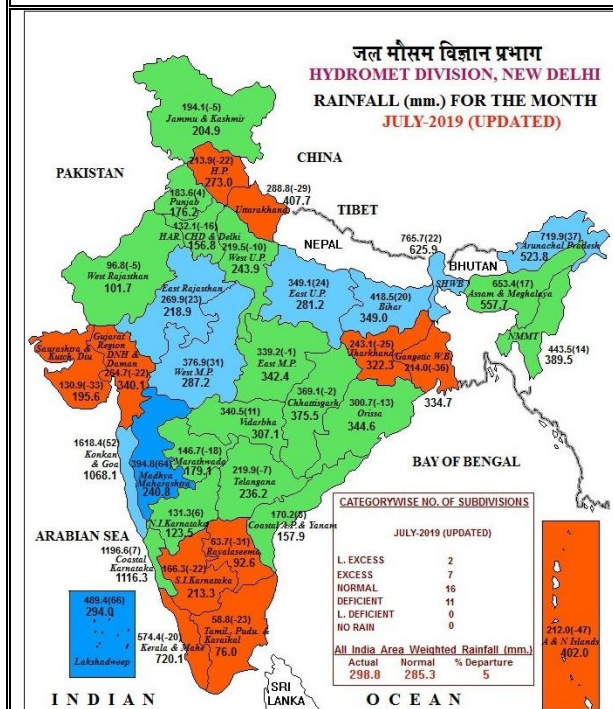 जल मौसम विज्ञान प्रभाग
HYDROMET DIVISION, NEW DELHI
RAINFALL (mm.) FOR THE MONTH
JULY-2019 (UPDATED)
194.1(-5)
Jammu & Kashmir
204.9
CHINA
PAKISTAN
213.9(-22)
H.P.
273.0
183.6(4)
Punjab
176.2
288.8(-29)
407.7
Uttarakhand
TIBET
132.1(-16)
HAR. CHD & Delhi
156.8
219.5(-10)
West U.P.
243.9
NEPAL
765.7(22)
625.9
SHWB
BHUTAN
719.9(37)
Arunachal Pradesh
523.8
96.8(-5)
West Rajasthan
101.7
East Rajasthan
269.9(23)
218.9
349.1(24)
East U.P.
281.2
418.5(20)
Bihar
349.0
653.4(17)
Assam & Meghalaya
557.7
NMMT
443.5(14)
389.5
Saurashtra &
Kutch, Diu
130.9(-33)
195.6
Gujarat
Region
DNH &
Daman
264.7(-22)
340.1
376.9(31)
West M.P.
287.2
339.2(-1)
East M.P.
342.4
243.1(-25)
Jharkhand
322.3
Gangetic W.B.
214.0(-36)
334.7
369.1(-2)
Chhattisgarh
375.5
300.7(-13)
Orissa
344.6
340.5(11)
Vidarbha
307.1
1618.4(52)
Konkan
& Goa
1068.1
394.8(64)
Madhya
Maharashtra
240.8
146.7(-18)
Marathwada
179.1
219.9(-7)
Telangana
236.2
BAY OF BENGAL
131.3(6)
N.I.Karnataka
123.5
170.2(8)
Coastal A.P. & Yanam
157.9
ARABIAN SEA
1196.6(7)
Coastal
Karnataka
1116.3
63.7(-31)
Rayalaseema
92.6
166.3(-22)
S.I.Karnataka
213.3
489.4(66)
294.0
Lakshadweep
58.8(-23)
Tamil, Pudu. &
Karaikal
76.0
574.4(-20)
Kerala & Mahe
720.1
CATEGORYWISE NO. OF SUBDIVISIONS
JULY-2019 (UPDATED)
L. EXCESS 2
EXCESS 7
NORMAL 16
DEFICIENT 11
L. DEFICIENT 0
NO RAIN 0
All India Area Weighted Rainfall (mm.)
Actual Normal % Departure
298.8 285.3 5
212.0(-47)
A & N Islands
402.0
SRI
LANKA
INDIAN OCEAN